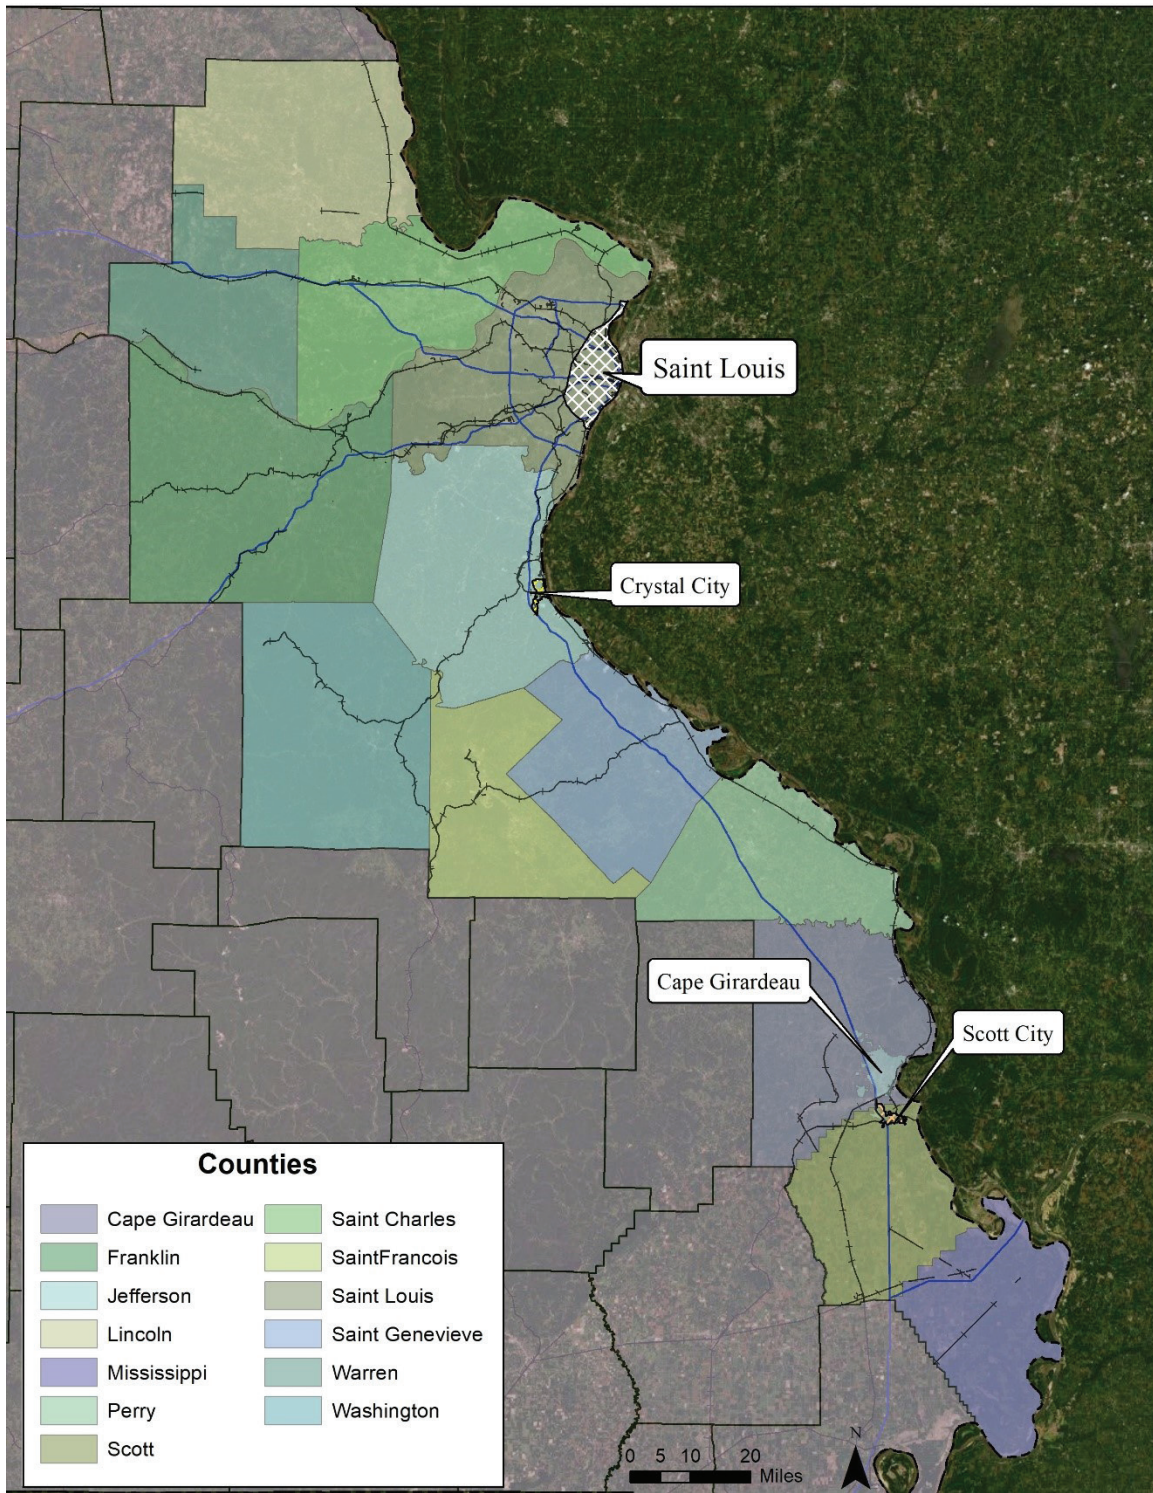 Saint Louis
Crystal City
Cape Girardeau
Scott City
Counties
Cape Girardeau
Franklin
Jefferson
Lincoln
Mississippi
Perry
Scott
Saint Charles
SaintFrancois
Saint Louis
Saint Genevieve
Warren
Washington
N
0 5 10 20
Miles